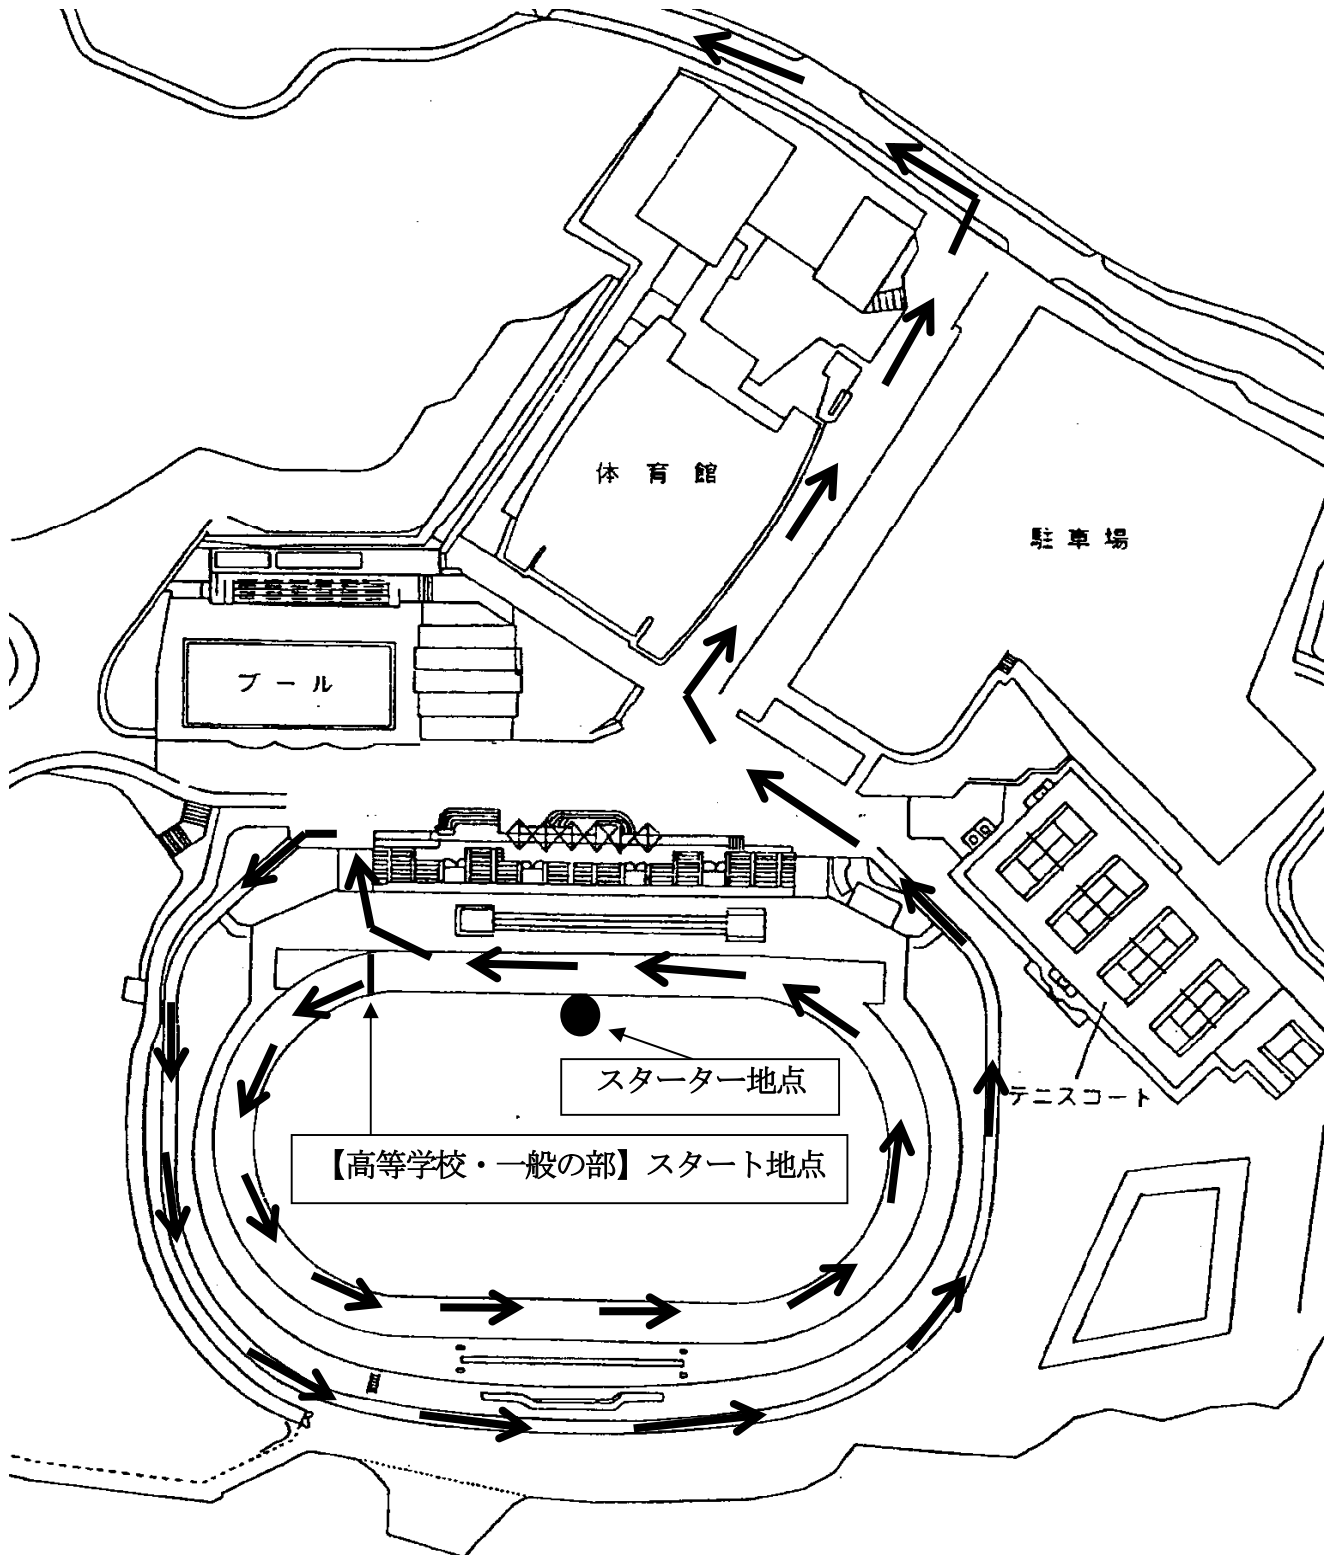 体育館
駐車場
プール
スターター地点
テニスコート
【高等学校・一般の部】スタート地点